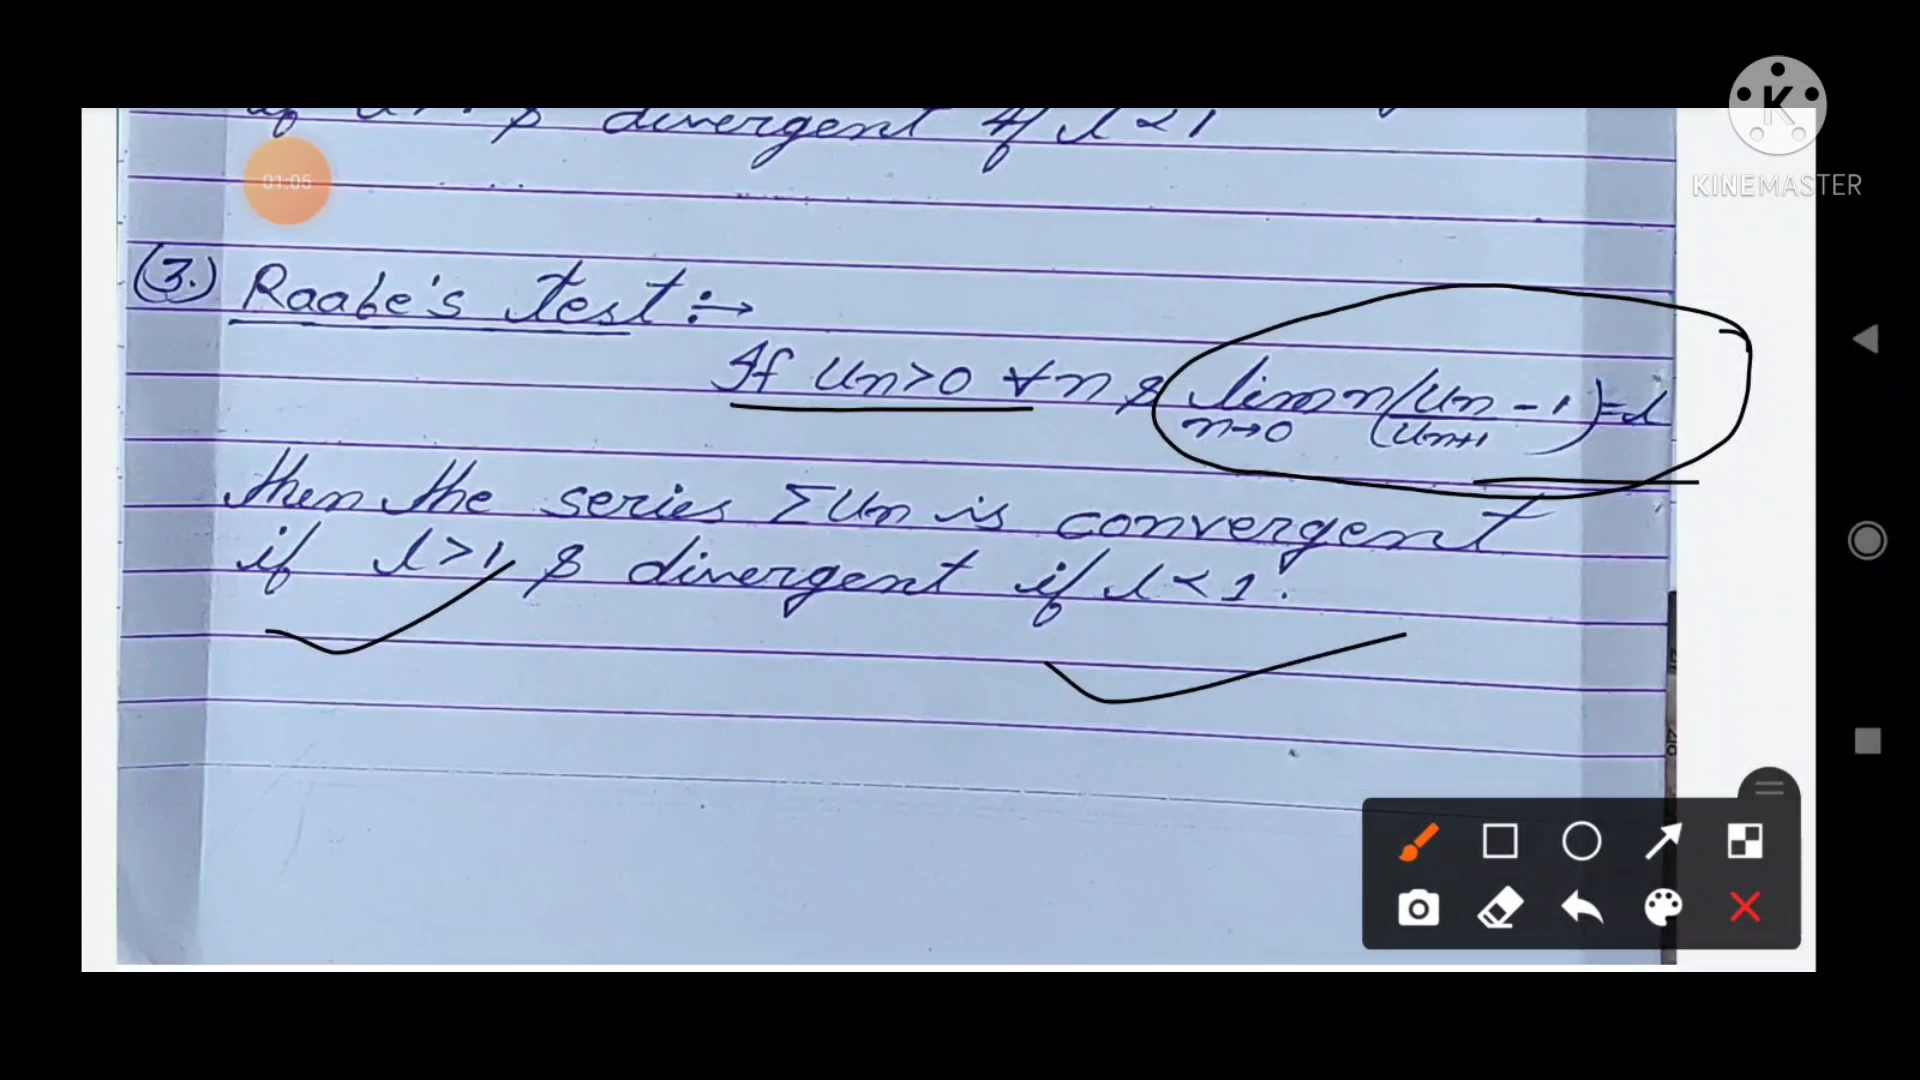 & divergent if l < 1
01:05
KINEMASTER
(3.) Raabe's test :→
If Un>0 ∀n & lim n→0 n(Un/Un+1 - 1) = l
then the series ΣUn is convergent
if l>1, & divergent if l<1.